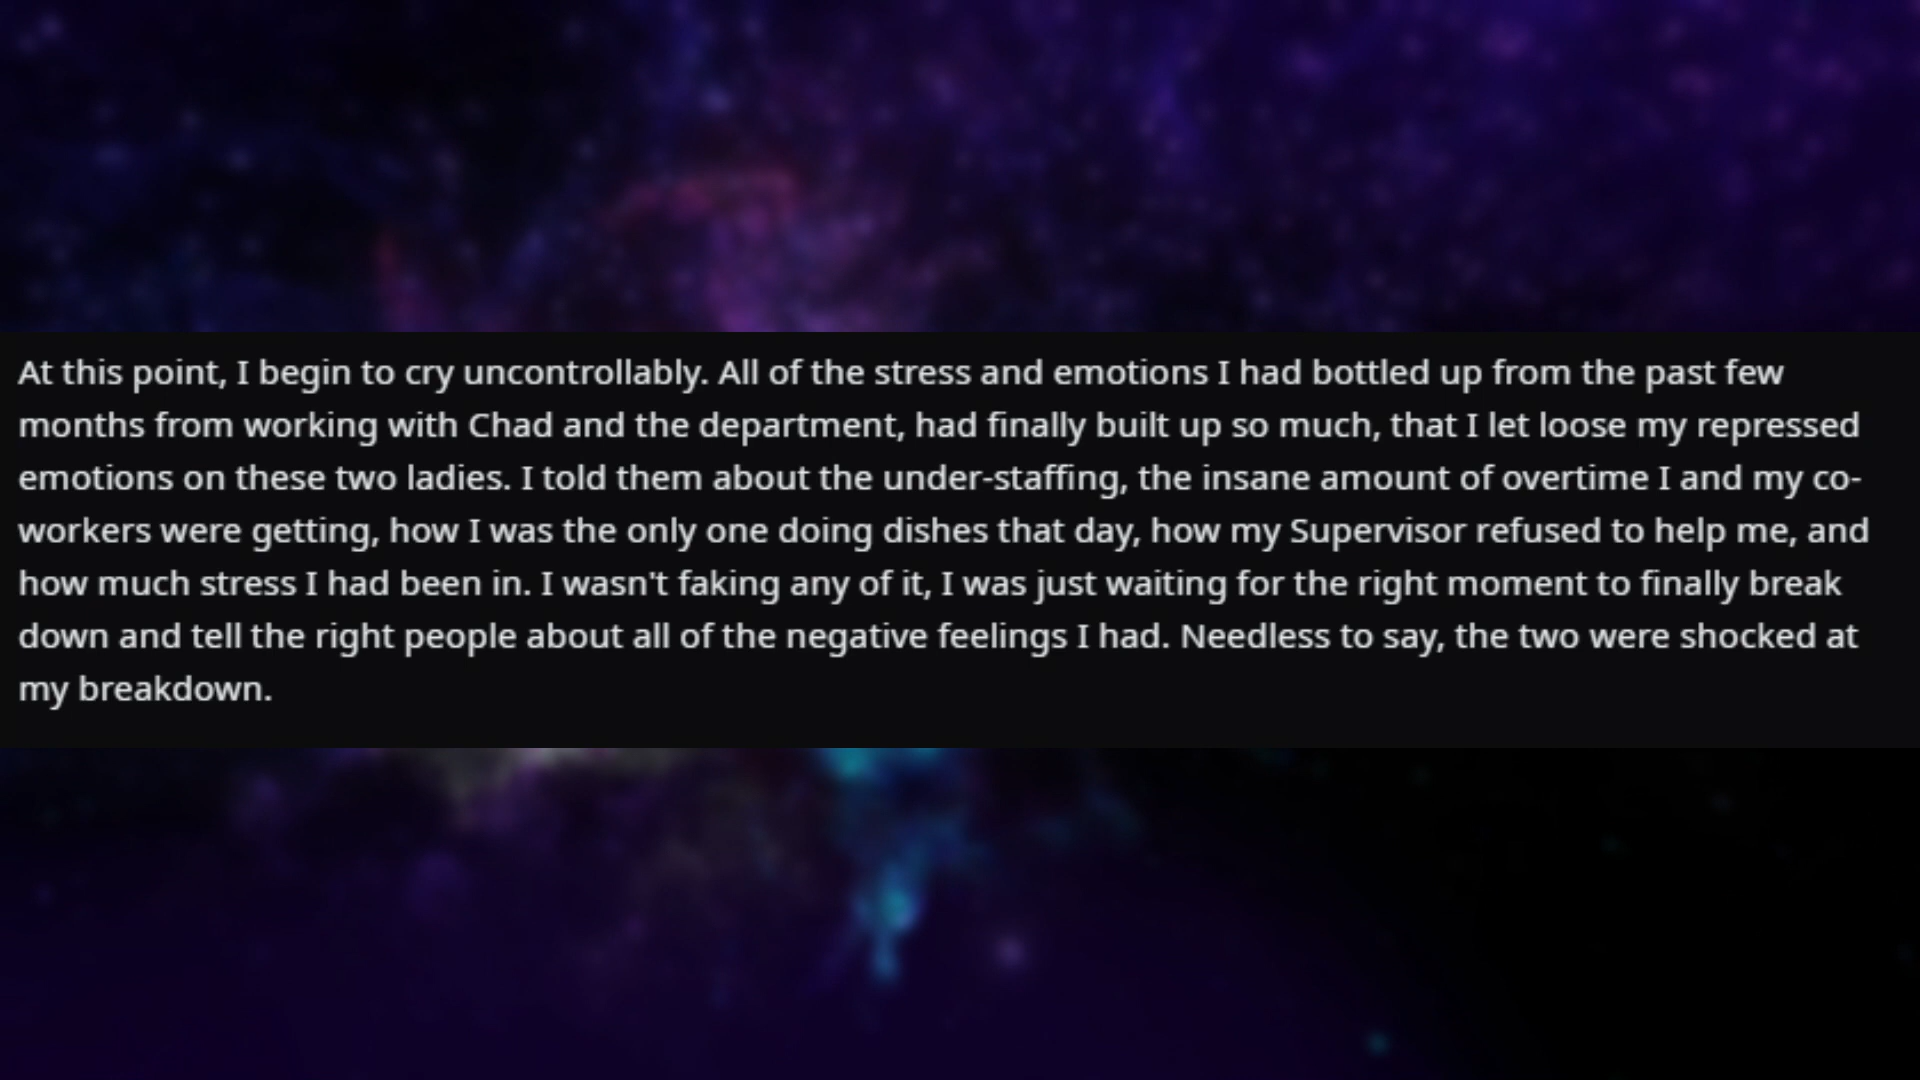 At this point, I begin to cry uncontrollably. All of the stress and emotions I had bottled up from the past few
months from working with Chad and the department, had finally built up so much, that I let loose my repressed
emotions on these two ladies. I told them about the under-staffing, the insane amount of overtime I and my co-
workers were getting, how I was the only one doing dishes that day, how my Supervisor refused to help me, and
how much stress I had been in. I wasn't faking any of it, I was just waiting for the right moment to finally break
down and tell the right people about all of the negative feelings I had. Needless to say, the two were shocked at
my breakdown.